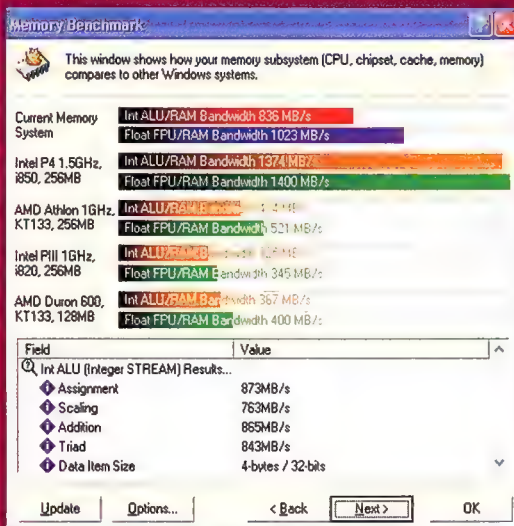 Memory Benchmark
This window shows how your memory subsystem (CPU, chipset, cache, memory)
compares to other Windows systems.
Current Memory
System
Int ALU/RAM Bandwidth 836 MB/s
Float FPU/RAM Bandwidth 1023 MB/s
Intel P4 1.5GHz,
i850, 256MB
Int ALU/RAM Bandwidth 1374 MB/s
Float FPU/RAM Bandwidth 1400 MB/s
AMD Athlon 1GHz,
KT133, 256MB
Int ALU/RAM
Float FPU/RAM Bandwidth 521 MB/s
Intel PIII 1GHz,
i820, 256MB
Int ALU/RAM
Float FPU/RAM Bandwidth 345 MB/s
AMD Duron 600,
KT133, 128MB
Int ALU/RAM Bandwidth 367 MB/s
Float FPU/RAM Bandwidth 400 MB/s
Field Value
Int ALU (Integer STREAM) Results...
Assignment 873MB/s
Scaling 763MB/s
Addition 865MB/s
Triad 843MB/s
Data Item Size 4-bytes / 32-bits
Update Options... < Back Next > OK